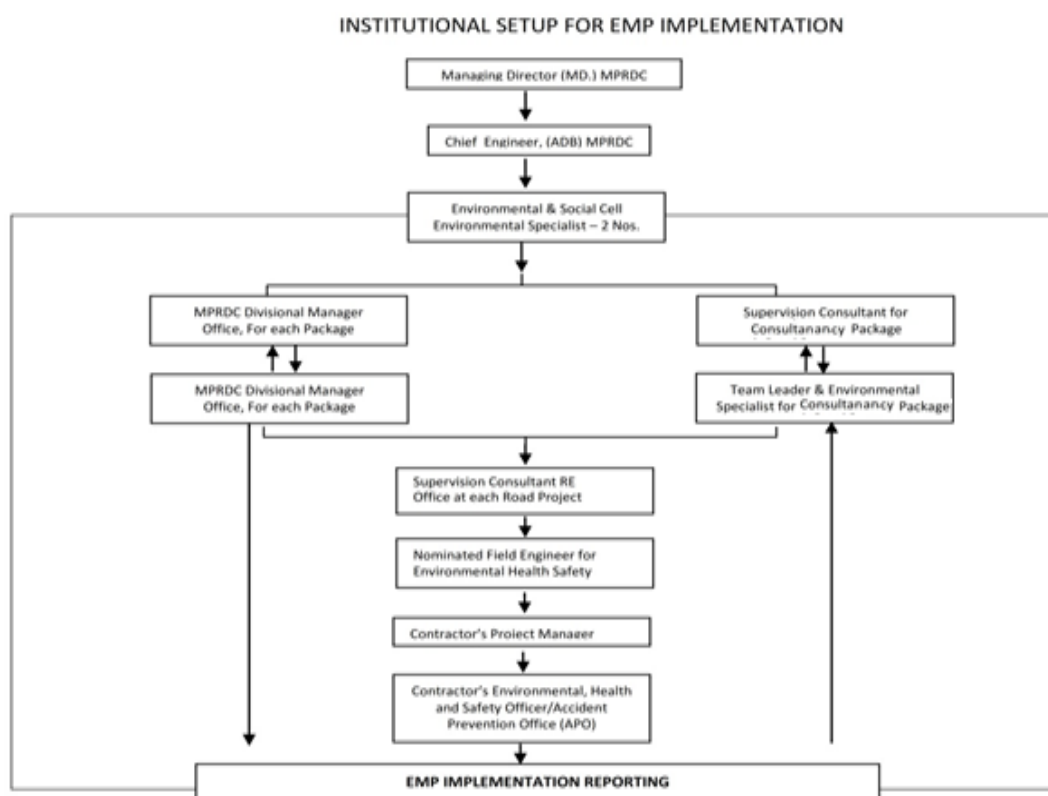 INSTITUTIONAL SETUP FOR EMP IMPLEMENTATION
Managing Director (MD.) MPRDC
Chief Engineer, (ADB) MPRDC
Environmental & Social Cell
Environmental Specialist – 2 Nos.
MPRDC Divisional Manager
Office, For each Package
Supervision Consultant for
Consultanancy Package
MPRDC Divisional Manager
Office, For each Package
Team Leader & Environmental
Specialist for Consultanancy Package
Supervision Consultant RE
Office at each Road Project
Nominated Field Engineer for
Environmental Health Safety
Contractor's Project Manager
Contractor's Environmental, Health
and Safety Officer/Accident
Prevention Office (APO)
EMP IMPLEMENTATION REPORTING